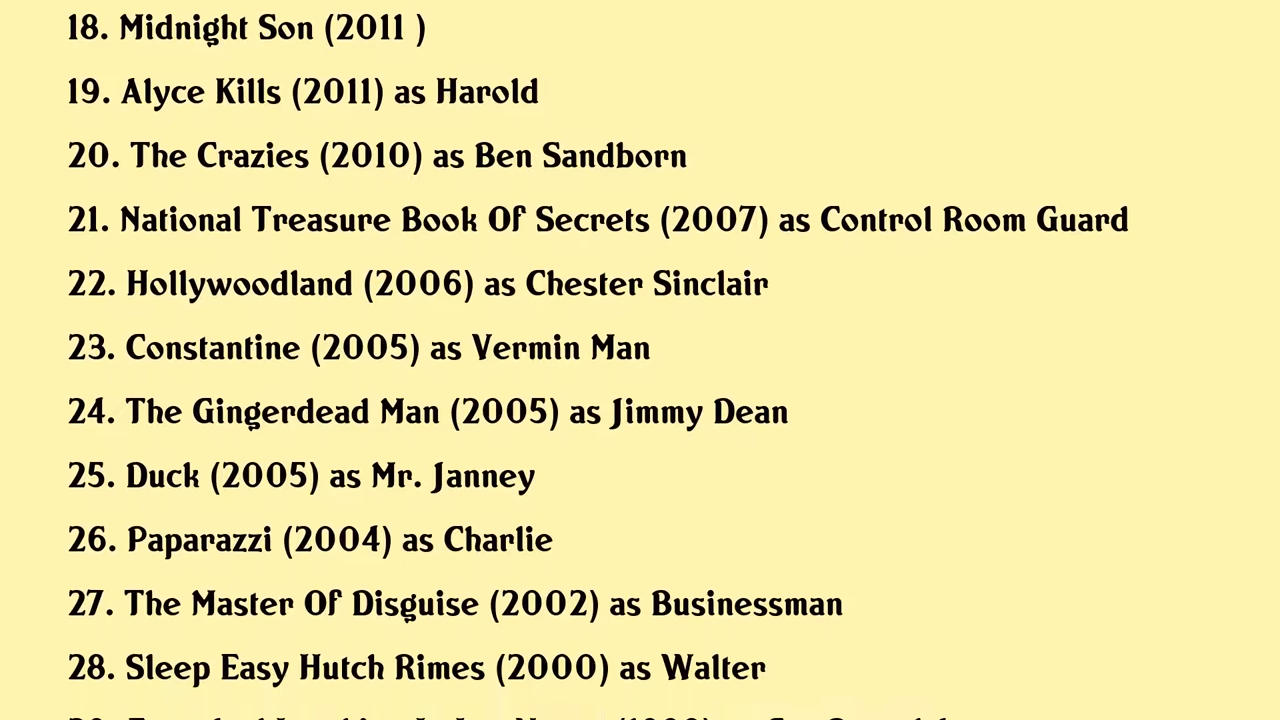 18. Midnight Son (2011 )
19. Alyce Kills (2011) as Harold
20. The Crazies (2010) as Ben Sandborn
21. National Treasure Book Of Secrets (2007) as Control Room Guard
22. Hollywoodland (2006) as Chester Sinclair
23. Constantine (2005) as Vermin Man
24. The Gingerdead Man (2005) as Jimmy Dean
25. Duck (2005) as Mr. Janney
26. Paparazzi (2004) as Charlie
27. The Master Of Disguise (2002) as Businessman
28. Sleep Easy Hutch Rimes (2000) as Walter